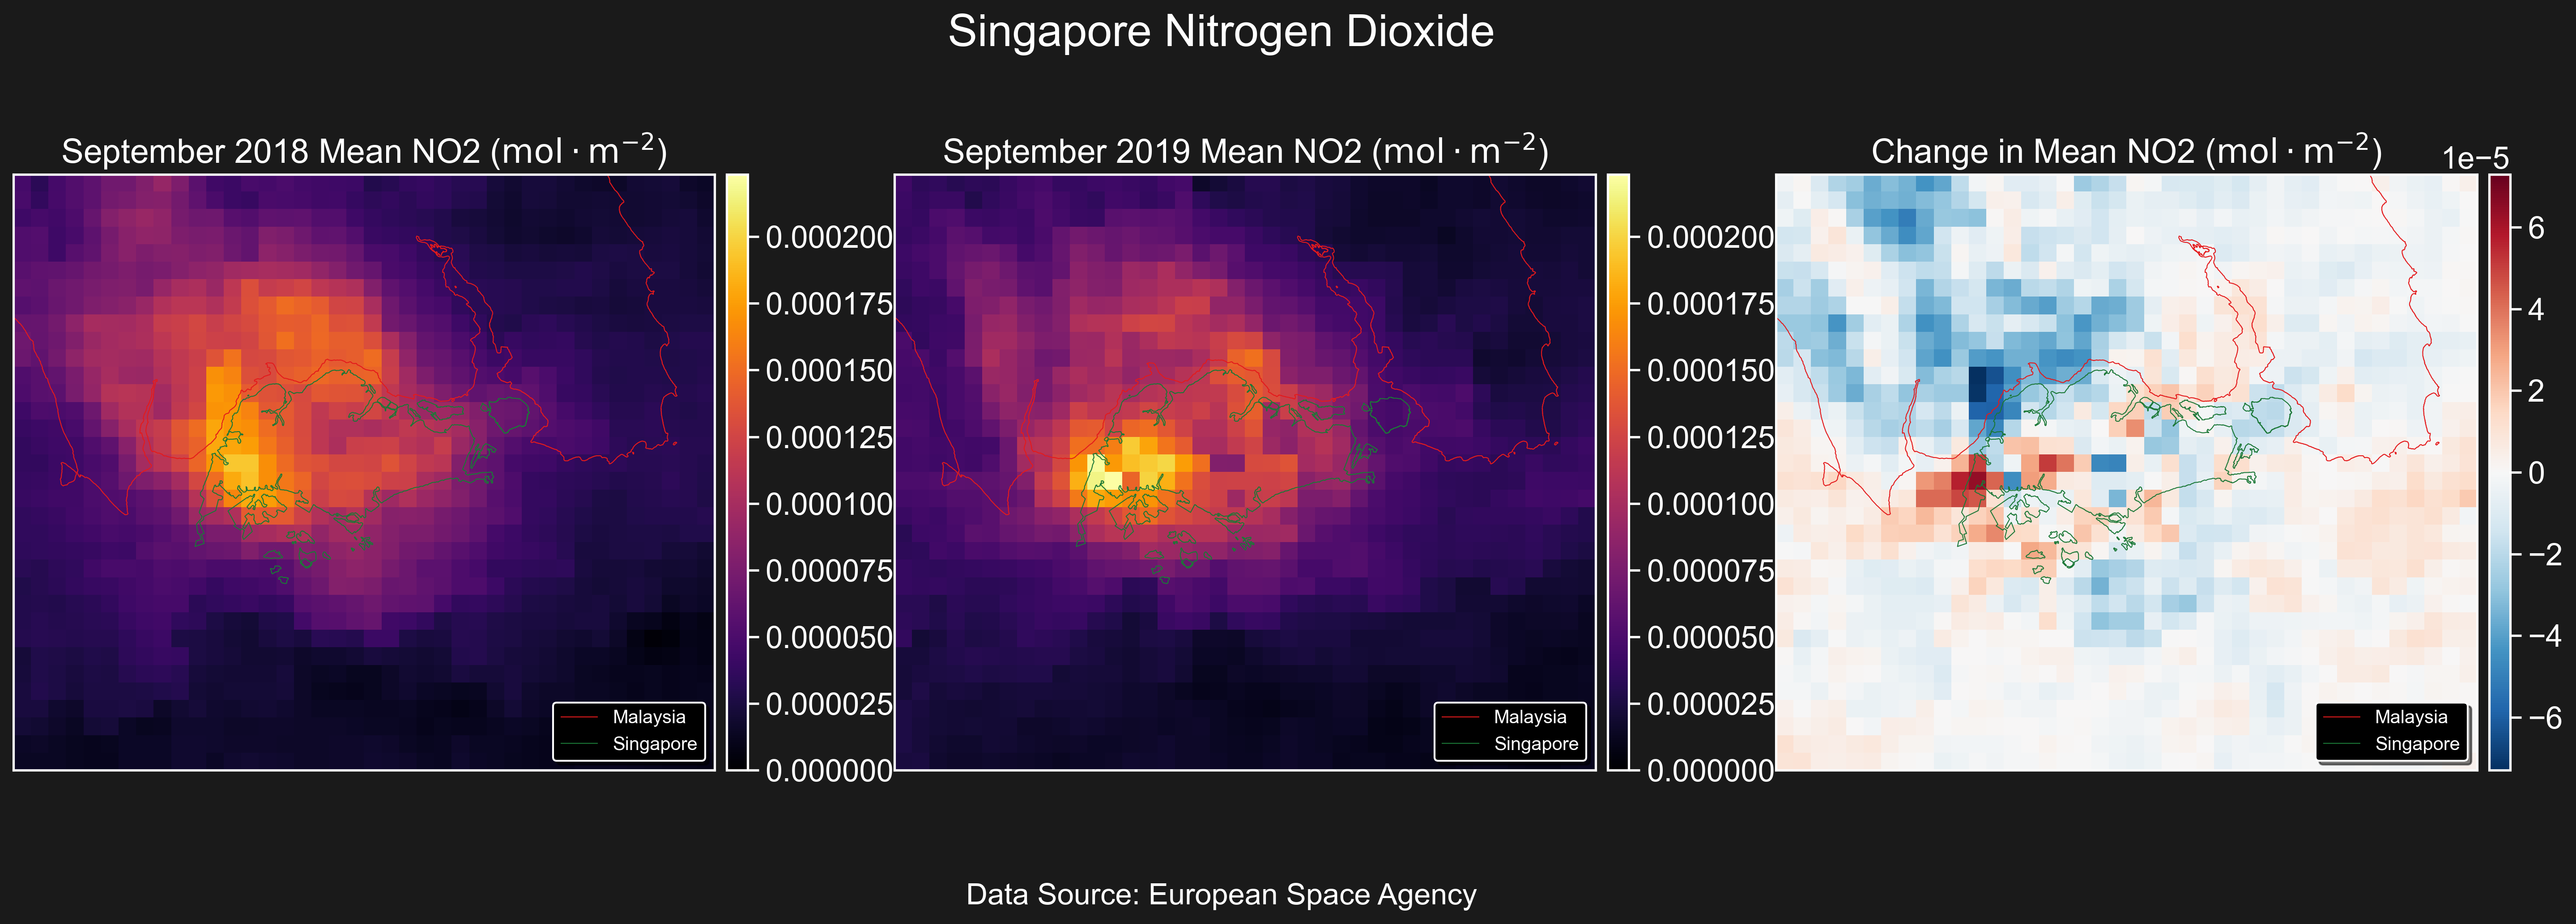 Singapore Nitrogen Dioxide
September 2018 Mean NO2 (mol · m⁻²)
0.000200
0.000175
0.000150
0.000125
0.000100
0.000075
0.000050
0.000025
0.000000
Malaysia
Singapore
September 2019 Mean NO2 (mol · m⁻²)
0.000200
0.000175
0.000150
0.000125
0.000100
0.000075
0.000050
0.000025
0.000000
Malaysia
Singapore
Change in Mean NO2 (mol · m⁻²)
1e−5
6
4
2
0
−2
−4
−6
Malaysia
Singapore
Data Source: European Space Agency